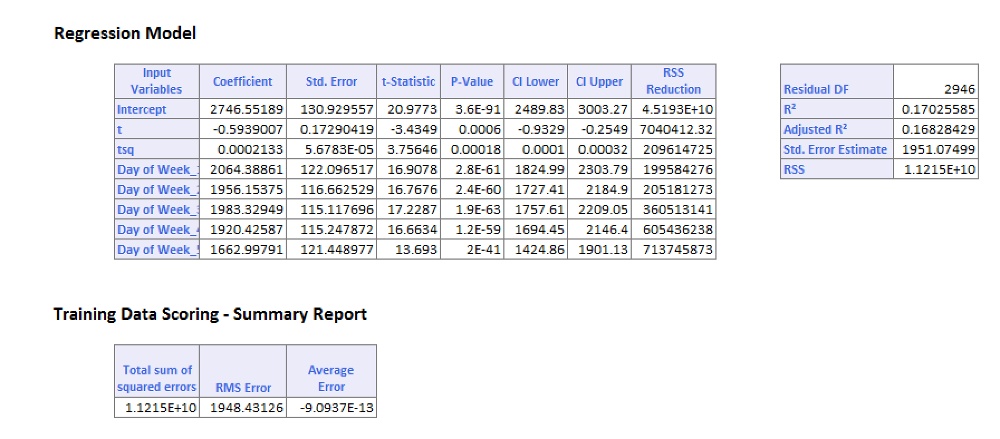 Regression Model
Input Variables Coefficient Std. Error t-Statistic P-Value CI Lower CI Upper RSS Reduction
Intercept 2746.55189 130.929557 20.9773 3.6E-91 2489.83 3003.27 4.5193E+10
t -0.5939007 0.17290419 -3.4349 0.0006 -0.9329 -0.2549 7040412.32
tsq 0.0002133 5.6783E-05 3.75646 0.00018 0.0001 0.00032 209614725
Day of Week_ 2064.38861 122.096517 16.9078 2.8E-61 1824.99 2303.79 199584276
Day of Week_ 1956.15375 116.662529 16.7676 2.4E-60 1727.41 2184.9 205181273
Day of Week_ 1983.32949 115.117696 17.2287 1.9E-63 1757.61 2209.05 360513141
Day of Week_ 1920.42587 115.247872 16.6634 1.2E-59 1694.45 2146.4 605436238
Day of Week_ 1662.99791 121.448977 13.693 2E-41 1424.86 1901.13 713745873
Residual DF 2946
R² 0.17025585
Adjusted R² 0.16828429
Std. Error Estimate 1951.07499
RSS 1.1215E+10
Training Data Scoring - Summary Report
Total sum of squared errors RMS Error Average Error
1.1215E+10 1948.43126 -9.0937E-13